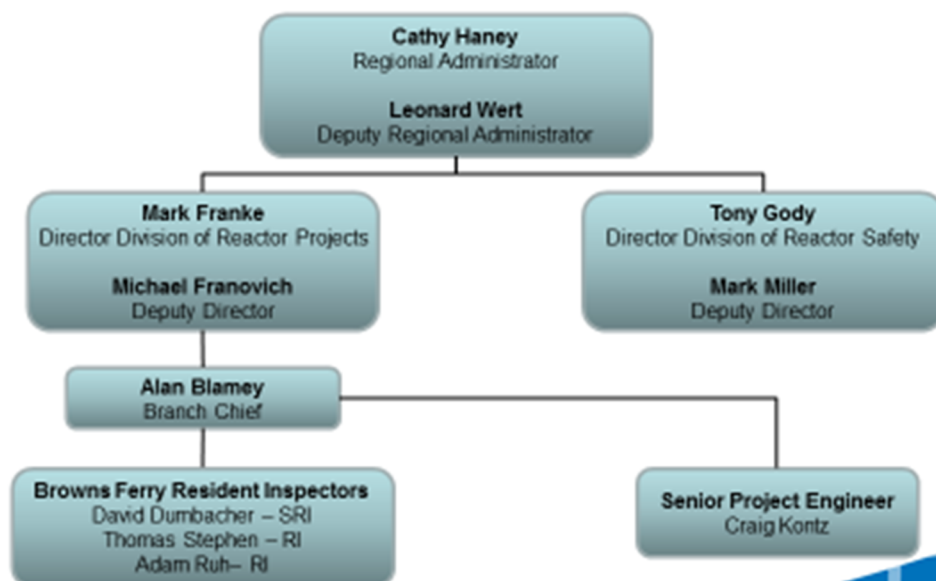 Cathy Haney
Regional Administrator
Leonard Wert
Deputy Regional Administrator
Mark Franke
Director Division of Reactor Projects
Michael Franovich
Deputy Director
Tony Gody
Director Division of Reactor Safety
Mark Miller
Deputy Director
Alan Blamey
Branch Chief
Browns Ferry Resident Inspectors
David Dumbacher – SRI
Thomas Stephen – RI
Adam Ruh– RI
Senior Project Engineer
Craig Kontz